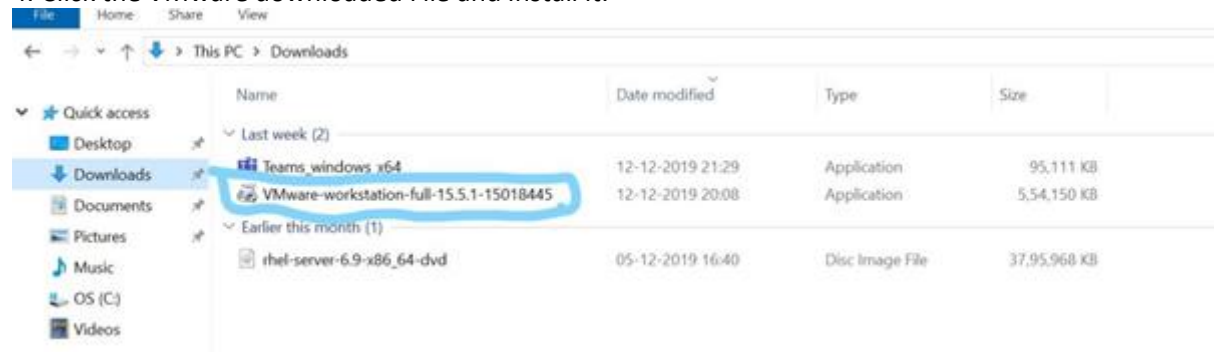 4. Click the VMware downloaded File and install it.
File Home Share View
This PC > Downloads
Name Date modified Type Size
Quick access
Last week (2)
Desktop
Teams_windows_x64 12-12-2019 21:29 Application 95,111 KB
Downloads
VMware-workstation-full-15.5.1-15018445 12-12-2019 20:08 Application 5,54,150 KB
Documents
Earlier this month (1)
Pictures
rhel-server-6.9-x86_64-dvd 05-12-2019 16:40 Disc Image File 37,95,968 KB
Music
OS (C:)
Videos